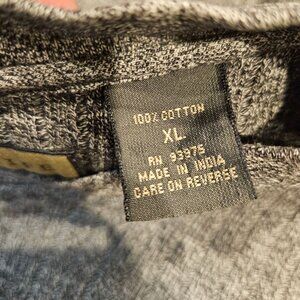 100% COTTON
XL
RN 93975
MADE IN INDIA
CARE ON REVERSE